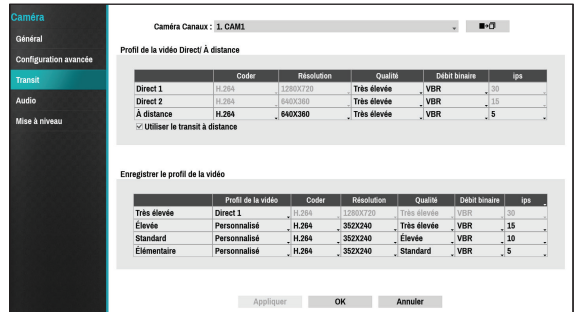 Caméra
Général
Configuration avancée
Transit
Audio
Mise à niveau
Caméra Canaux : 1. CAM1
Profil de la vidéo Direct/ À distance
Coder Résolution Qualité Débit binaire ips
Direct 1 H.264 1280X720 Très élevée VBR 30
Direct 2 H.264 640X360 Très élevée VBR 15
À distance H.264 640X360 Très élevée VBR 5
Utiliser le transit à distance
Enregistrer le profil de la vidéo
Profil de la vidéo Coder Résolution Qualité Débit binaire ips
Très élevée Direct 1 H.264 1280X720 Très élevée VBR 30
Élevée Personnalisé H.264 352X240 Très élevée VBR 15
Standard Personnalisé H.264 352X240 Élevée VBR 10
Élémentaire Personnalisé H.264 352X240 Standard VBR 5
Appliquer OK Annuler